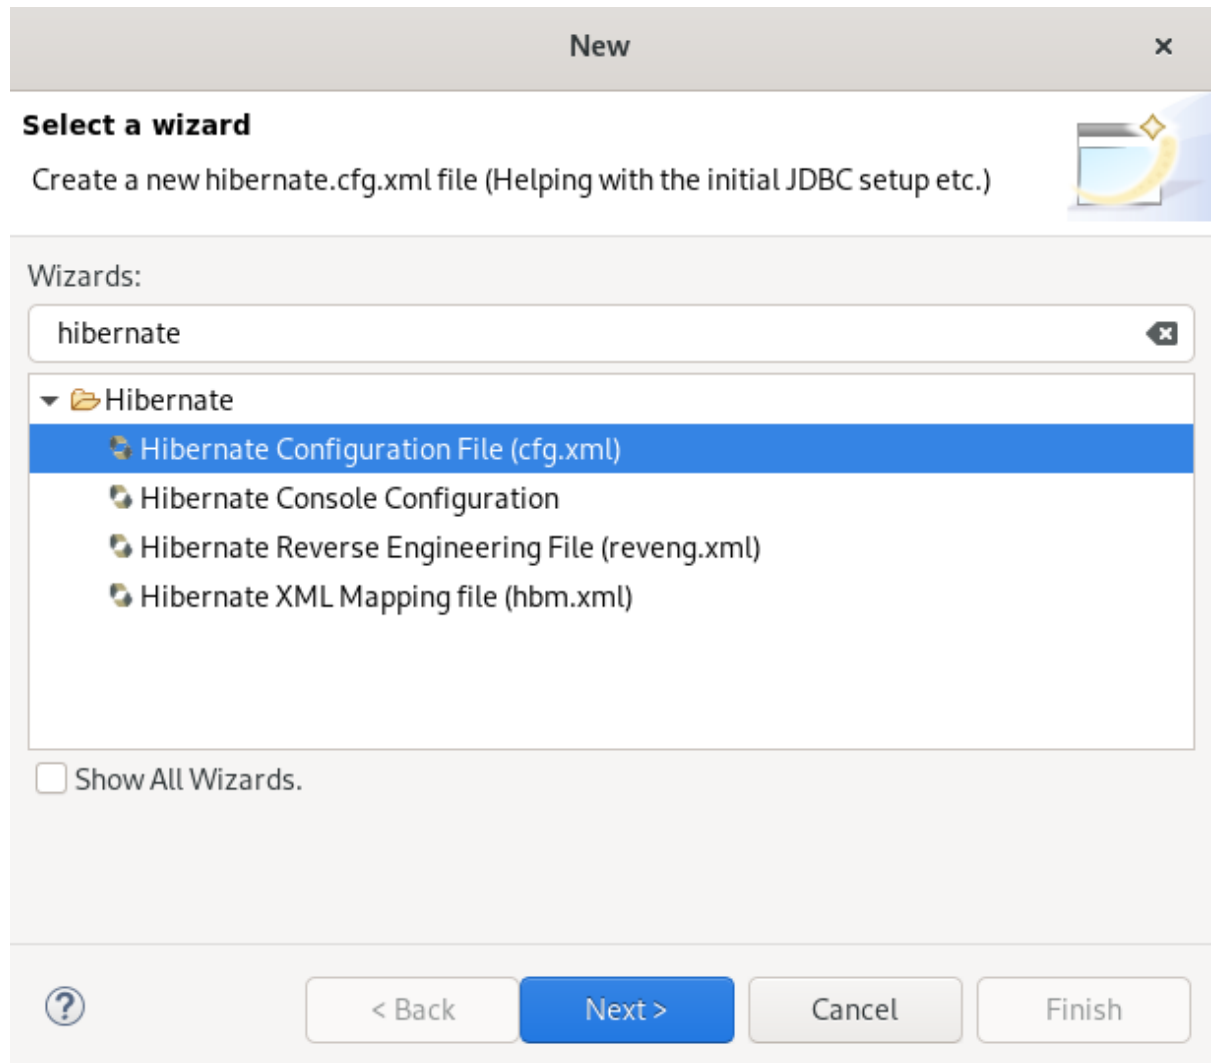 New
Select a wizard
Create a new hibernate.cfg.xml file (Helping with the initial JDBC setup etc.)
Wizards:
hibernate
Hibernate
Hibernate Configuration File (cfg.xml)
Hibernate Console Configuration
Hibernate Reverse Engineering File (reveng.xml)
Hibernate XML Mapping file (hbm.xml)
Show All Wizards.
? < Back Next > Cancel Finish